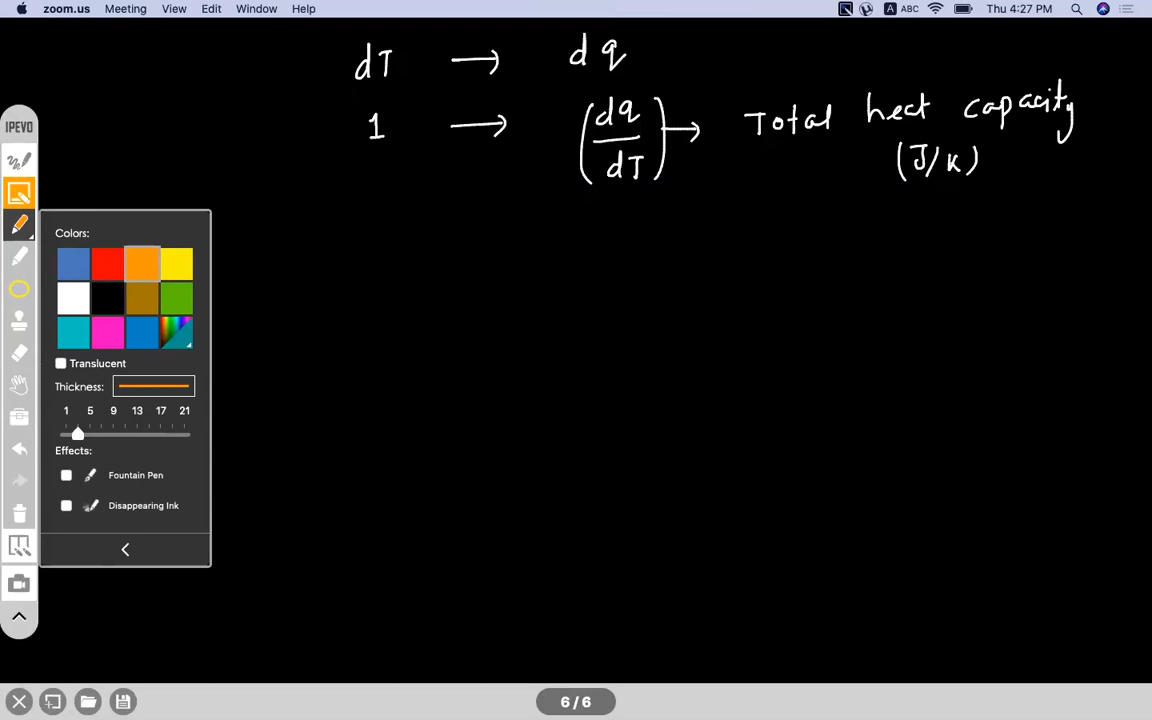 zoom.us Meeting View Edit Window Help
A ABC Thu 4:27 PM
dT → dq
1 → (dq/dT) → Total heat capacity
(J/K)
IPEVO
Colors:
Translucent
Thickness:
1 5 9 13 17 21
Effects:
Fountain Pen
Disappearing Ink
6 / 6